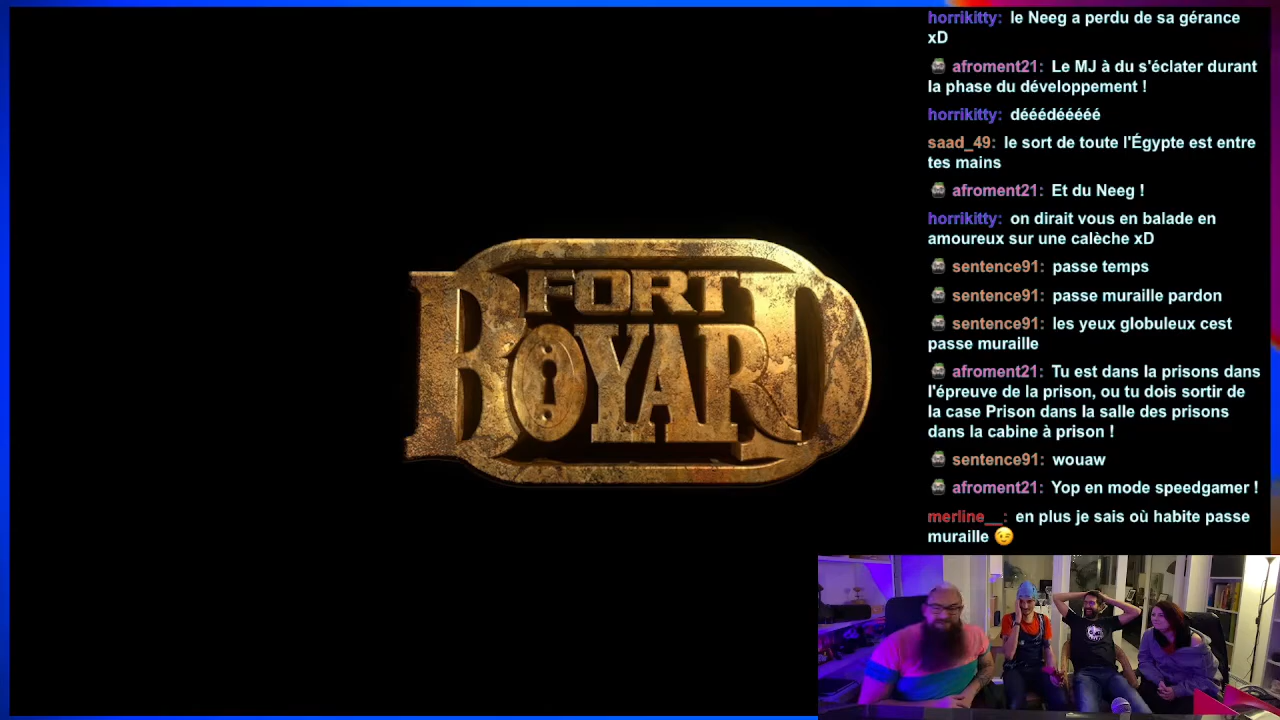 FORT
BOYARD
horrikitty: le Neeg a perdu de sa gérance
xD
afroment21: Le MJ à du s'éclater durant
la phase du développement !
horrikitty: dééédééééé
saad_49: le sort de toute l'Égypte est entre
tes mains
afroment21: Et du Neeg !
horrikitty: on dirait vous en balade en
amoureux sur une calèche xD
sentence91: passe temps
sentence91: passe muraille pardon
sentence91: les yeux globuleux cest
passe muraille
afroment21: Tu est dans la prisons dans
l'épreuve de la prison, ou tu dois sortir de
la case Prison dans la salle des prisons
dans la cabine à prison !
sentence91: wouaw
afroment21: Yop en mode speedgamer !
merline__: en plus je sais où habite passe
muraille 😉